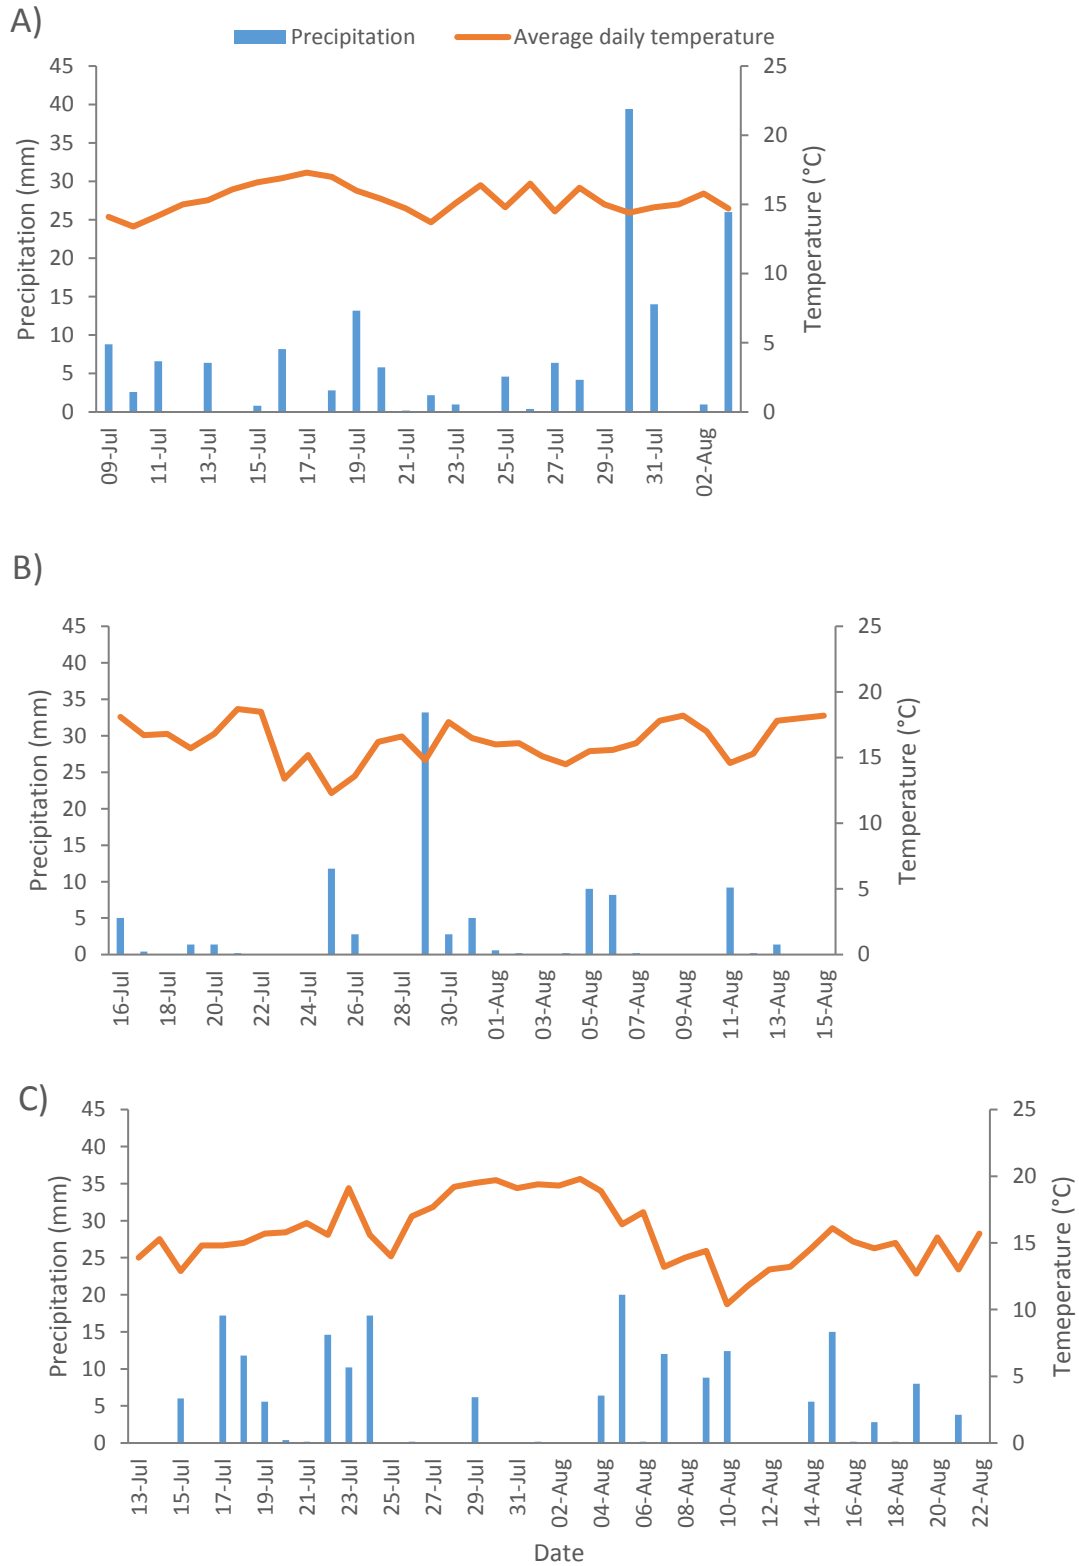 A)
Precipitation Average daily temperature
45 25
40
35 20
30
25 15
20
15 10
10 5
5
0 0
Precipitation (mm)
Temperature (°C)
09-Jul 11-Jul 13-Jul 15-Jul 17-Jul 19-Jul 21-Jul 23-Jul 25-Jul 27-Jul 29-Jul 31-Jul 02-Aug
B)
45 25
40
35 20
30
25 15
20
15 10
10 5
5
0 0
Precipitation (mm)
Temperature (°C)
16-Jul 18-Jul 20-Jul 22-Jul 24-Jul 26-Jul 28-Jul 30-Jul 01-Aug 03-Aug 05-Aug 07-Aug 09-Aug 11-Aug 13-Aug 15-Aug
C)
45 25
40
35 20
30
25 15
20
15 10
10 5
5
0 0
Precipitation (mm)
Temeperature (°C)
13-Jul 15-Jul 17-Jul 19-Jul 21-Jul 23-Jul 25-Jul 27-Jul 29-Jul 31-Jul 02-Aug 04-Aug 06-Aug 08-Aug 10-Aug 12-Aug 14-Aug 16-Aug 18-Aug 20-Aug 22-Aug
Date